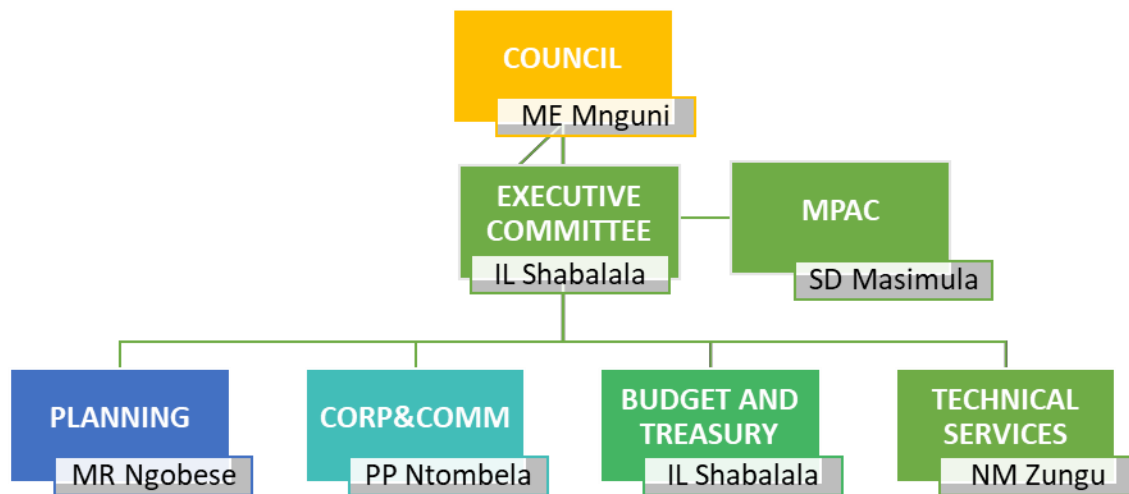 COUNCIL
ME Mnguni
EXECUTIVE
COMMITTEE
IL Shabalala
MPAC
SD Masimula
PLANNING
MR Ngobese
CORP&COMM
PP Ntombela
BUDGET AND
TREASURY
IL Shabalala
TECHNICAL
SERVICES
NM Zungu